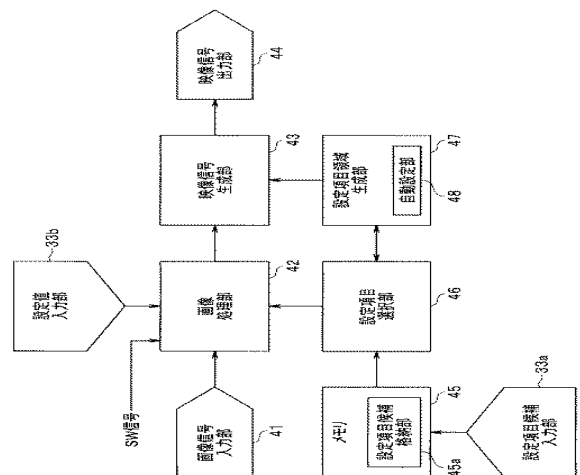 設定値
入力部
33b
SW信号
画像信号
入力部
41
画像
処理部
42
映像信号
生成部
43
映像信号
出力部
44
メモリ
設定項目候補
格納部
45
45a
設定項目
選択部
46
設定項目領域
生成部
自動設定部
47
48
設定項目候補
入力部
33a